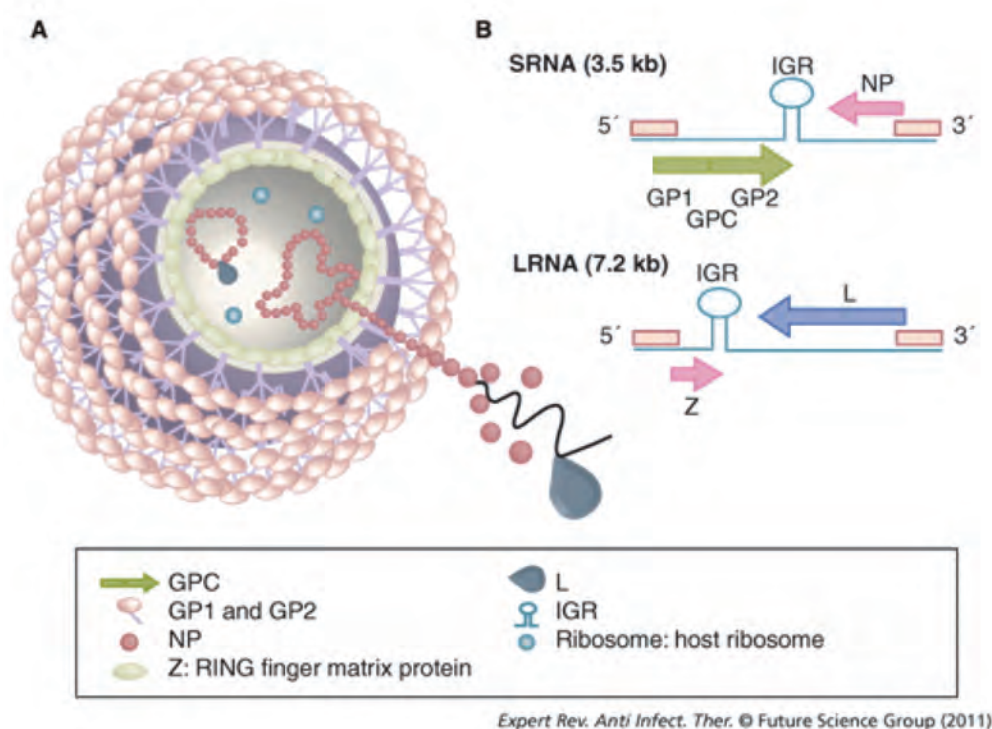 A
B
SRNA (3.5 kb)
IGR
NP
5´
3´
GP1
GP2
GPC
LRNA (7.2 kb)
IGR
L
5´
3´
Z
GPC
GP1 and GP2
NP
Z: RING finger matrix protein
L
IGR
Ribosome: host ribosome
Expert Rev. Anti Infect. Ther. © Future Science Group (2011)